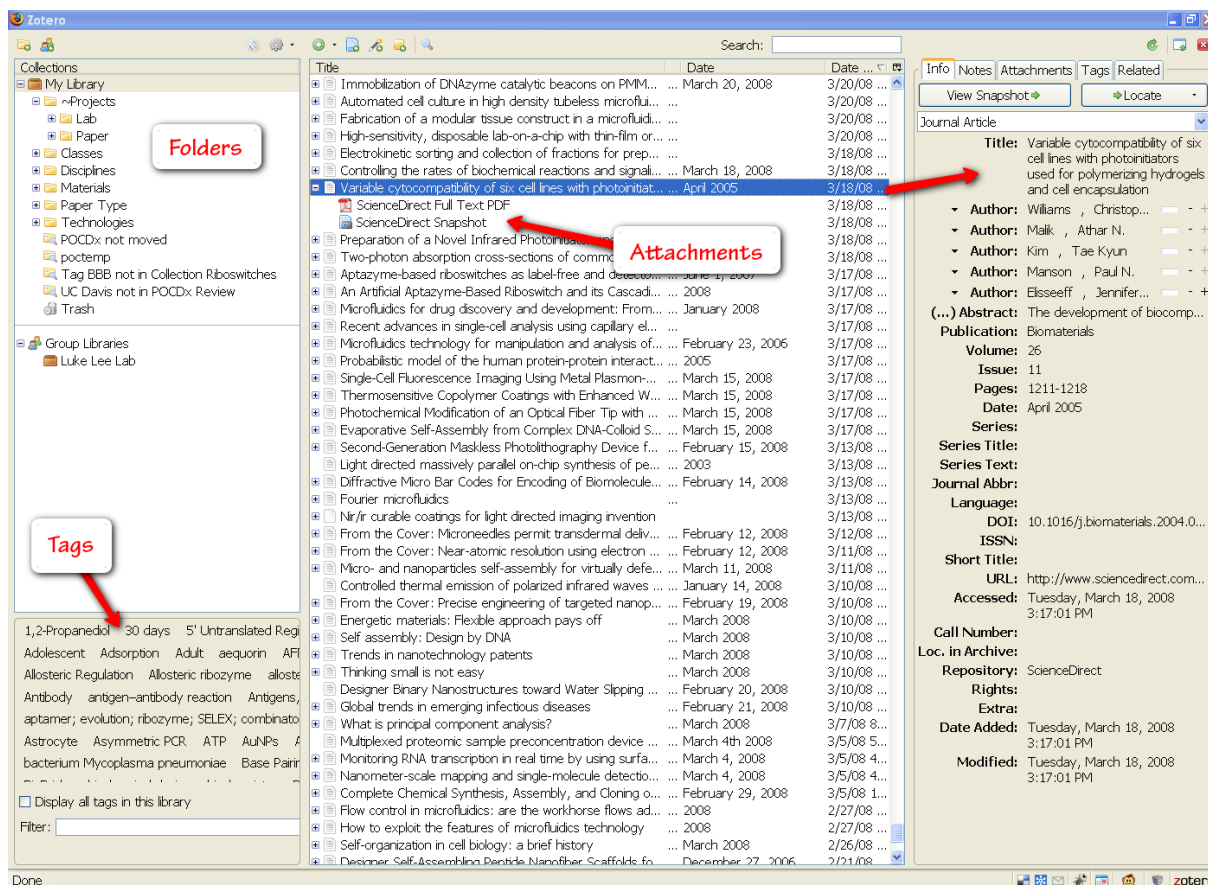 Zotero
Search:
Collections
My Library
~Projects
Lab
Paper
Classes
Disciplines
Materials
Paper Type
Technologies
POCDx not moved
poctemp
Tag BBB not in Collection Riboswitches
UC Davis not in POCDx Review
Trash
Group Libraries
Luke Lee Lab
Folders
Tags
1,2-Propanediol 30 days 5' Untranslated Regi
Adolescent Adsorption Adult aequorin AFI
Allosteric Regulation Allosteric ribozyme alloste
Antibody antigen–antibody reaction Antigens,
aptamer; evolution; ribozyme; SELEX; combinato
Astrocyte Asymmetric PCR ATP AuNPs
bacterium Mycoplasma pneumoniae Base Pairin
Display all tags in this library
Filter:
Title Date Date ...
Immobilization of DNAzyme catalytic beacons on PMM... ... March 20, 2008 3/20/08 ...
Automated cell culture in high density tubeless microflui... ... 3/20/08 ...
Fabrication of a modular tissue construct in a microfluidi... ... 3/20/08 ...
High-sensitivity, disposable lab-on-a-chip with thin-film or... ... 3/20/08 ...
Electrokinetic sorting and collection of fractions for prep... ... 3/18/08 ...
Controlling the rates of biochemical reactions and signali... ... March 18, 2008 3/18/08 ...
Variable cytocompatibility of six cell lines with photoinitiat... ... April 2005 3/18/08 ...
ScienceDirect Full Text PDF 3/18/08 ...
ScienceDirect Snapshot 3/18/08 ...
Attachments
Preparation of a Novel Infrared Photoinitiator 3/18/08 ...
Two-photon absorption cross-sections of commo 3/18/08 ...
Aptazyme-based riboswitches as label-free and detecto... ... June 1, 2007 3/17/08 ...
An Artificial Aptazyme-Based Riboswitch and its Cascadi... ... 2008 3/17/08 ...
Microfluidics for drug discovery and development: From... ... January 2008 3/17/08 ...
Recent advances in single-cell analysis using capillary el... ... 3/17/08 ...
Microfluidics technology for manipulation and analysis of... ... February 23, 2006 3/17/08 ...
Probabilistic model of the human protein-protein interact... ... 2005 3/17/08 ...
Single-Cell Fluorescence Imaging Using Metal Plasmon-... ... March 15, 2008 3/17/08 ...
Thermosensitive Copolymer Coatings with Enhanced W... ... March 15, 2008 3/17/08 ...
Photochemical Modification of an Optical Fiber Tip with ... ... March 15, 2008 3/17/08 ...
Evaporative Self-Assembly from Complex DNA-Colloid S... ... March 15, 2008 3/17/08 ...
Second-Generation Maskless Photolithography Device f... ... February 15, 2008 3/13/08 ...
Light directed massively parallel on-chip synthesis of pe... ... 2003 3/13/08 ...
Diffractive Micro Bar Codes for Encoding of Biomolecule... ... February 14, 2008 3/13/08 ...
Fourier microfluidics ... 3/13/08 ...
Nir/ir curable coatings for light directed imaging invention 3/13/08 ...
From the Cover: Microneedles permit transdermal deliv... ... February 12, 2008 3/12/08 ...
From the Cover: Near-atomic resolution using electron ... ... February 12, 2008 3/11/08 ...
Micro- and nanoparticles self-assembly for virtually defe... ... March 11, 2008 3/11/08 ...
Controlled thermal emission of polarized infrared waves ... ... January 14, 2008 3/10/08 ...
From the Cover: Precise engineering of targeted nanop... ... February 19, 2008 3/10/08 ...
Energetic materials: Flexible approach pays off ... March 2008 3/10/08 ...
Self assembly: Design by DNA ... March 2008 3/10/08 ...
Trends in nanotechnology patents ... March 2008 3/10/08 ...
Thinking small is not easy ... March 2008 3/10/08 ...
Designer Binary Nanostructures toward Water Slipping ... ... February 20, 2008 3/10/08 ...
Global trends in emerging infectious diseases ... February 21, 2008 3/10/08 ...
What is principal component analysis? ... March 2008 3/7/08 8...
Multiplexed proteomic sample preconcentration device ... ... March 4th 2008 3/5/08 5...
Monitoring RNA transcription in real time by using surfa... ... March 4, 2008 3/5/08 4...
Nanometer-scale mapping and single-molecule detectio... ... March 4, 2008 3/5/08 4...
Complete Chemical Synthesis, Assembly, and Cloning o... ... February 29, 2008 3/5/08 1...
Flow control in microfluidics: are the workhorse flows ad... ... 2008 2/27/08 ...
How to exploit the features of microfluidics technology ... 2008 2/27/08 ...
Self-organization in cell biology: a brief history ... March 2008 2/26/08 ...
Designer Self-Assembling Peptide Nanofiber Scaffolds fo... ... December 27, 2006 2/21/08 ...
Info Notes Attachments Tags Related
View Snapshot Locate
Journal Article
Title: Variable cytocompatibility of six
cell lines with photoinitiators
used for polymerizing hydrogels
and cell encapsulation
Author: Williams , Christop...
Author: Malik , Athar N.
Author: Kim , Tae Kyun
Author: Manson , Paul N.
Author: Elisseeff , Jennifer...
(...) Abstract: The development of biocomp...
Publication: Biomaterials
Volume: 26
Issue: 11
Pages: 1211-1218
Date: April 2005
Series:
Series Title:
Series Text:
Journal Abbr:
Language:
DOI: 10.1016/j.biomaterials.2004.0...
ISSN:
Short Title:
URL: http://www.sciencedirect.com...
Accessed: Tuesday, March 18, 2008
3:17:01 PM
Call Number:
Loc. in Archive:
Repository: ScienceDirect
Rights:
Extra:
Date Added: Tuesday, March 18, 2008
3:17:01 PM
Modified: Tuesday, March 18, 2008
3:17:01 PM
Done
zoter